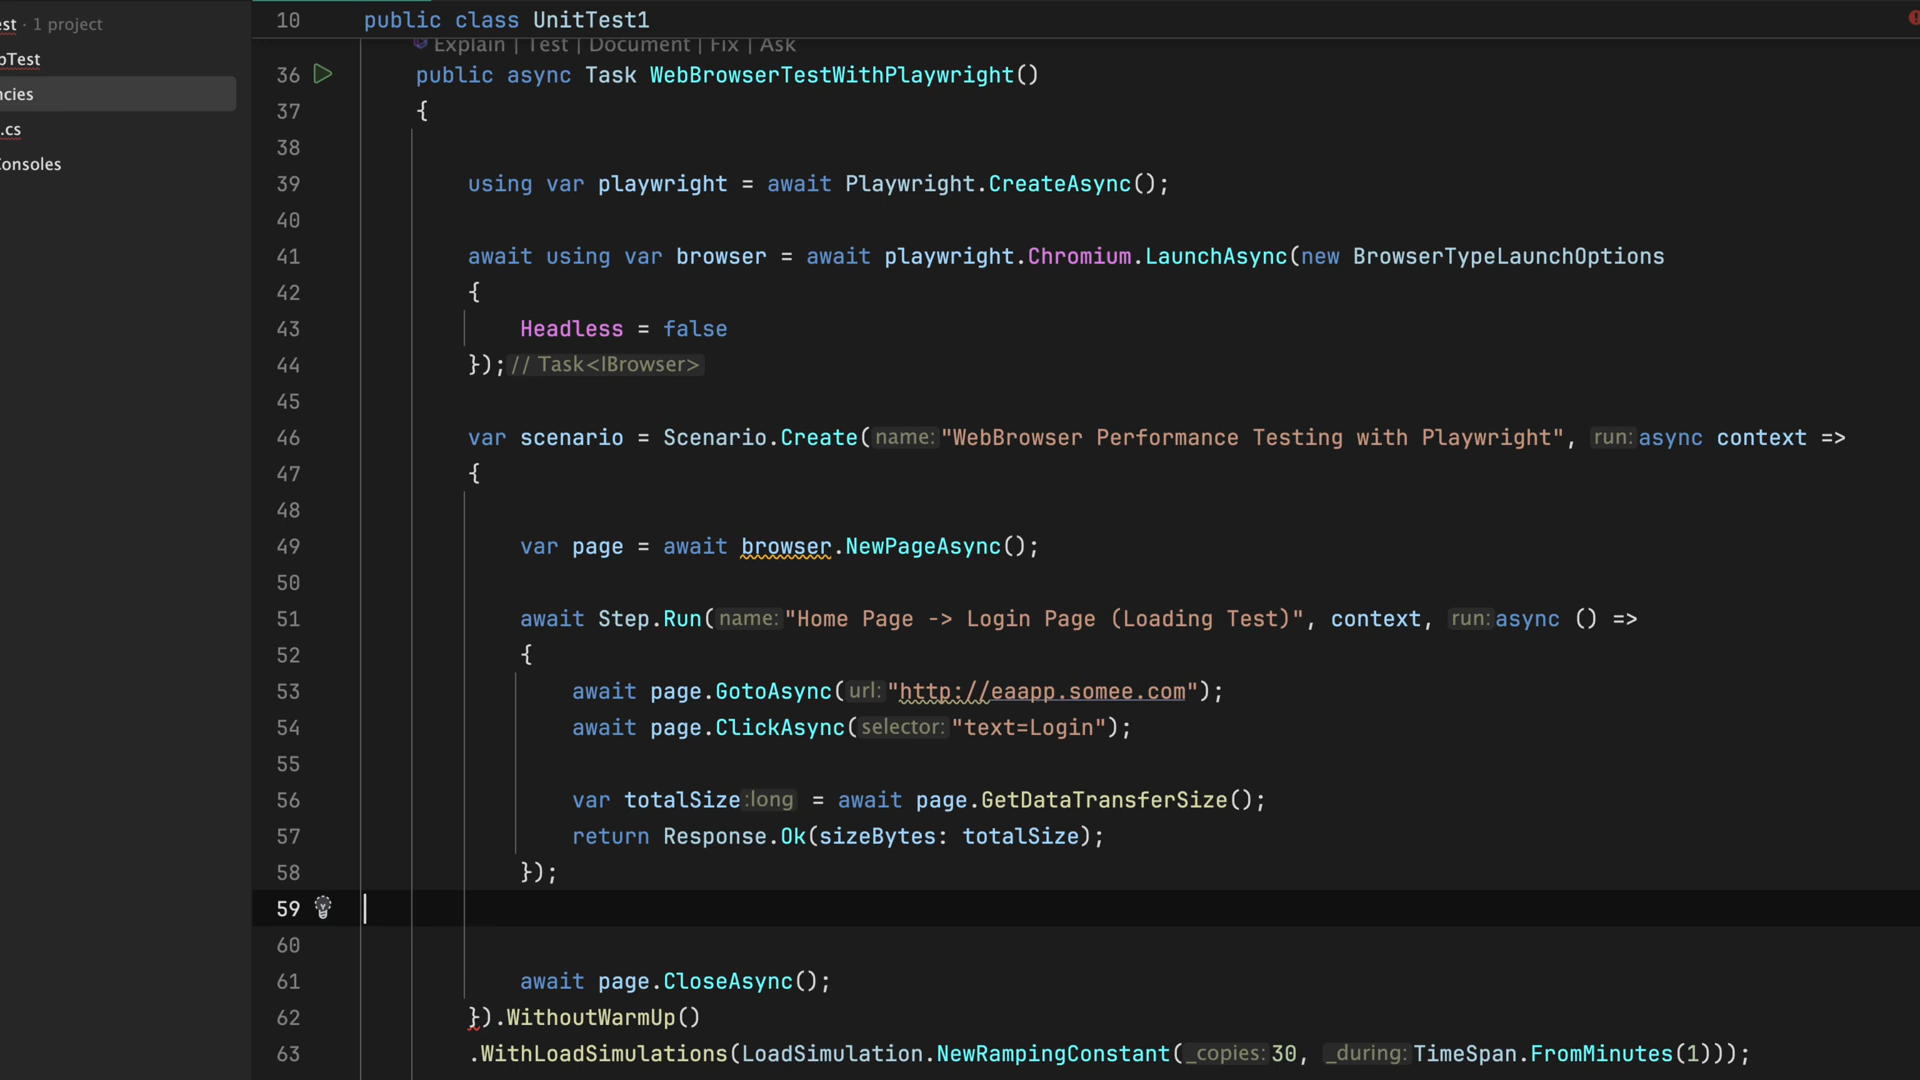 est · 1 project
bTest
ncies
.cs
Consoles
10 public class UnitTest1
Explain | Test | Document | Fix | Ask
36 public async Task WebBrowserTestWithPlaywright()
37 {
38
39 using var playwright = await Playwright.CreateAsync();
40
41 await using var browser = await playwright.Chromium.LaunchAsync(new BrowserTypeLaunchOptions
42 {
43 Headless = false
44 }); // Task<IBrowser>
45
46 var scenario = Scenario.Create( name: "WebBrowser Performance Testing with Playwright", run: async context =>
47 {
48
49 var page = await browser.NewPageAsync();
50
51 await Step.Run( name: "Home Page -> Login Page (Loading Test)", context, run: async () =>
52 {
53 await page.GotoAsync( url: "http://eaapp.somee.com");
54 await page.ClickAsync( selector: "text=Login");
55
56 var totalSize :long = await page.GetDataTransferSize();
57 return Response.Ok(sizeBytes: totalSize);
58 });
59
60
61 await page.CloseAsync();
62 }).WithoutWarmUp()
63 .WithLoadSimulations(LoadSimulation.NewRampingConstant( _copies: 30, _during: TimeSpan.FromMinutes(1)));